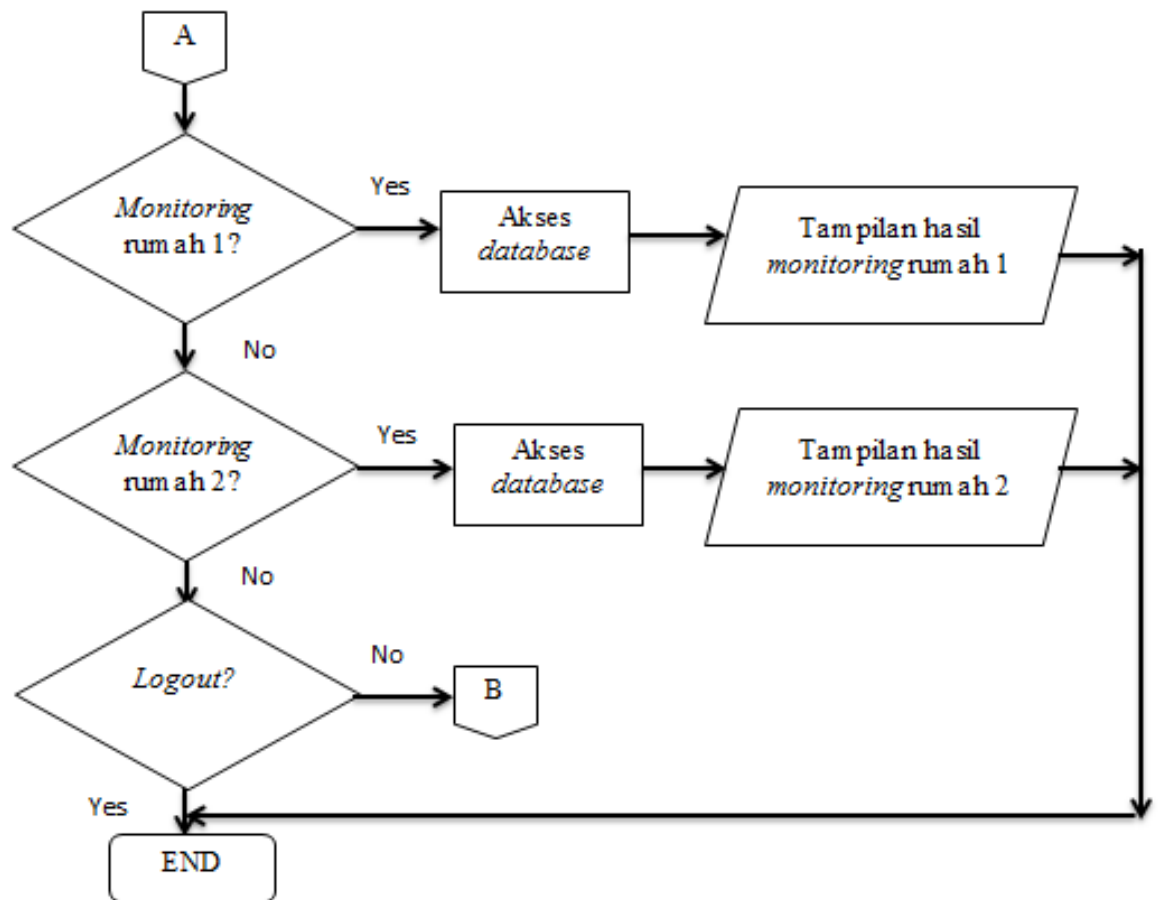 A
Monitoring
rumah 1?
Yes
Akses
database
Tampilan hasil
monitoring rumah 1
No
Monitoring
rumah 2?
Yes
Akses
database
Tampilan hasil
monitoring rumah 2
No
Logout?
No
B
Yes
END